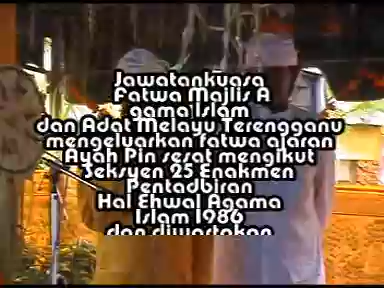 Jawatankuasa
Fatwa Majlis A
gama Islam
dan Adat Melayu Terengganu
mengeluarkan fatwa ajaran
Ayah Pin sesat mengikut
Seksyen 25 Enakmen
Pentadbiran
Hal Ehwal Agama
Islam 1986
dan diwartakan